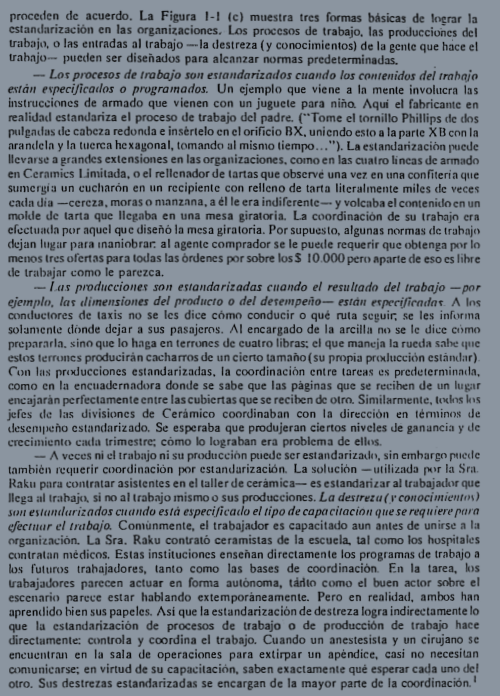 proceden de acuerdo. La Figura 1-1 (c) muestra tres formas básicas de lograr la
estandarización en las organizaciones. Los procesos de trabajo, las producciones del
trabajo, o las entradas al trabajo —la destreza (y conocimientos) de la gente que hace el
trabajo— pueden ser diseñados para alcanzar normas predeterminadas.
— Los procesos de trabajo son estandarizados cuando los contenidos del trabajo
están especificados o programados. Un ejemplo que viene a la mente involucra las
instrucciones de armado que vienen con un juguete para niño. Aquí el fabricante en
realidad estandariza el proceso de trabajo del padre. ("Tome el tornillo Phillips de dos
pulgadas de cabeza redonda e insértelo en el orificio BX, uniendo esto a la parte XB con la
arandela y la tuerca hexagonal, tomando al mismo tiempo..."). La estandarización puede
llevarse a grandes extensiones en las organizaciones, como en las cuatro líneas de armado
en Ceramics Limitada, o el rellenador de tartas que observé una vez en una confitería que
sumergía un cucharón en un recipiente con relleno de tarta literalmente miles de veces
cada día —cereza, moras o manzana, a él le era indiferente— y volcaba el contenido en un
molde de tarta que llegaba en una mesa giratoria. La coordinación de su trabajo era
efectuada por aquel que diseñó la mesa giratoria. Por supuesto, algunas normas de trabajo
dejan lugar para maniobrar: al agente comprador se le puede requerir que obtenga por lo
menos tres ofertas para todas las órdenes por sobre los $ 10.000 pero aparte de eso es libre
de trabajar como le parezca.
— Las producciones son estandarizadas cuando el resultado del trabajo —por
ejemplo, las dimensiones del producto o del desempeño— están especificadas. A los
conductores de taxis no se les dice cómo conducir o qué ruta seguir; se les informa
solamente dónde dejar a sus pasajeros. Al encargado de la arcilla no se le dice cómo
prepararla, sino que lo haga en terrones de cuatro libras; el que maneja la rueda sabe que
estos terrones producirán cacharros de un cierto tamaño (su propia producción estándar).
Con las producciones estandarizadas, la coordinación entre tareas es predeterminada,
como en la encuadernadora donde se sabe que las páginas que se reciben de un lugar
encajarán perfectamente entre las cubiertas que se reciben de otro. Similarmente, todos los
jefes de las divisiones de Cerámico coordinaban con la dirección en términos de
desempeño estandarizado. Se esperaba que produjeran ciertos niveles de ganancia y de
crecimiento cada trimestre; cómo lo lograban era problema de ellos.
— A veces ni el trabajo ni su producción puede ser estandarizado, sin embargo puede
también requerir coordinación por estandarización. La solución —utilizada por la Sra.
Raku para contratar asistentes en el taller de cerámica— es estandarizar al trabajador que
llega al trabajo, si no al trabajo mismo o sus producciones. La destreza (y conocimientos)
son estandarizados cuando está especificado el tipo de capacitación que se requiere para
efectuar el trabajo. Comúnmente, el trabajador es capacitado aun antes de unirse a la
organización. La Sra. Raku contrató ceramistas de la escuela, tal como los hospitales
contratan médicos. Estas instituciones enseñan directamente los programas de trabajo a
los futuros trabajadores, tanto como las bases de coordinación. En la tarea, los
trabajadores parecen actuar en forma autónoma, tanto como el buen actor sobre el
escenario parece estar hablando extemporáneamente. Pero en realidad, ambos han
aprendido bien sus papeles. Asi que la estandarización de destreza logra indirectamente lo
que la estandarización de procesos de trabajo o de producción de trabajo hace
directamente: controla y coordina el trabajo. Cuando un anestesista y un cirujano se
encuentran en la sala de operaciones para extirpar un apéndice, casi no necesitan
comunicarse; en virtud de su capacitación, saben exactamente qué esperar cada uno del
otro. Sus destrezas estandarizadas se encargan de la mayor parte de la coordinación.¹